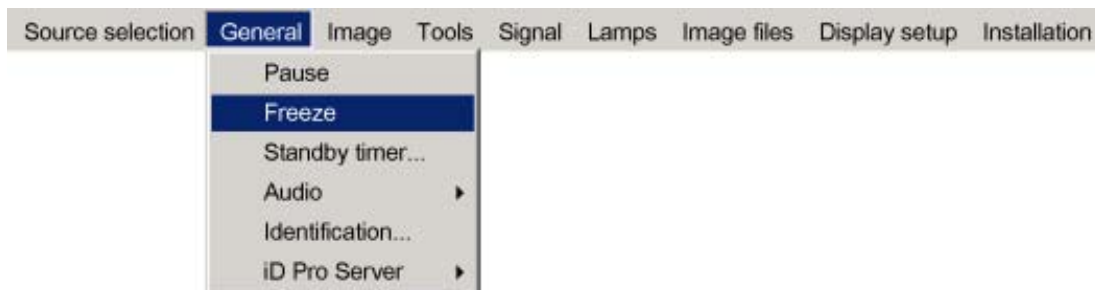 Source selection General Image Tools Signal Lamps Image files Display setup Installation
Pause
Freeze
Standby timer...
Audio
Identification...
iD Pro Server